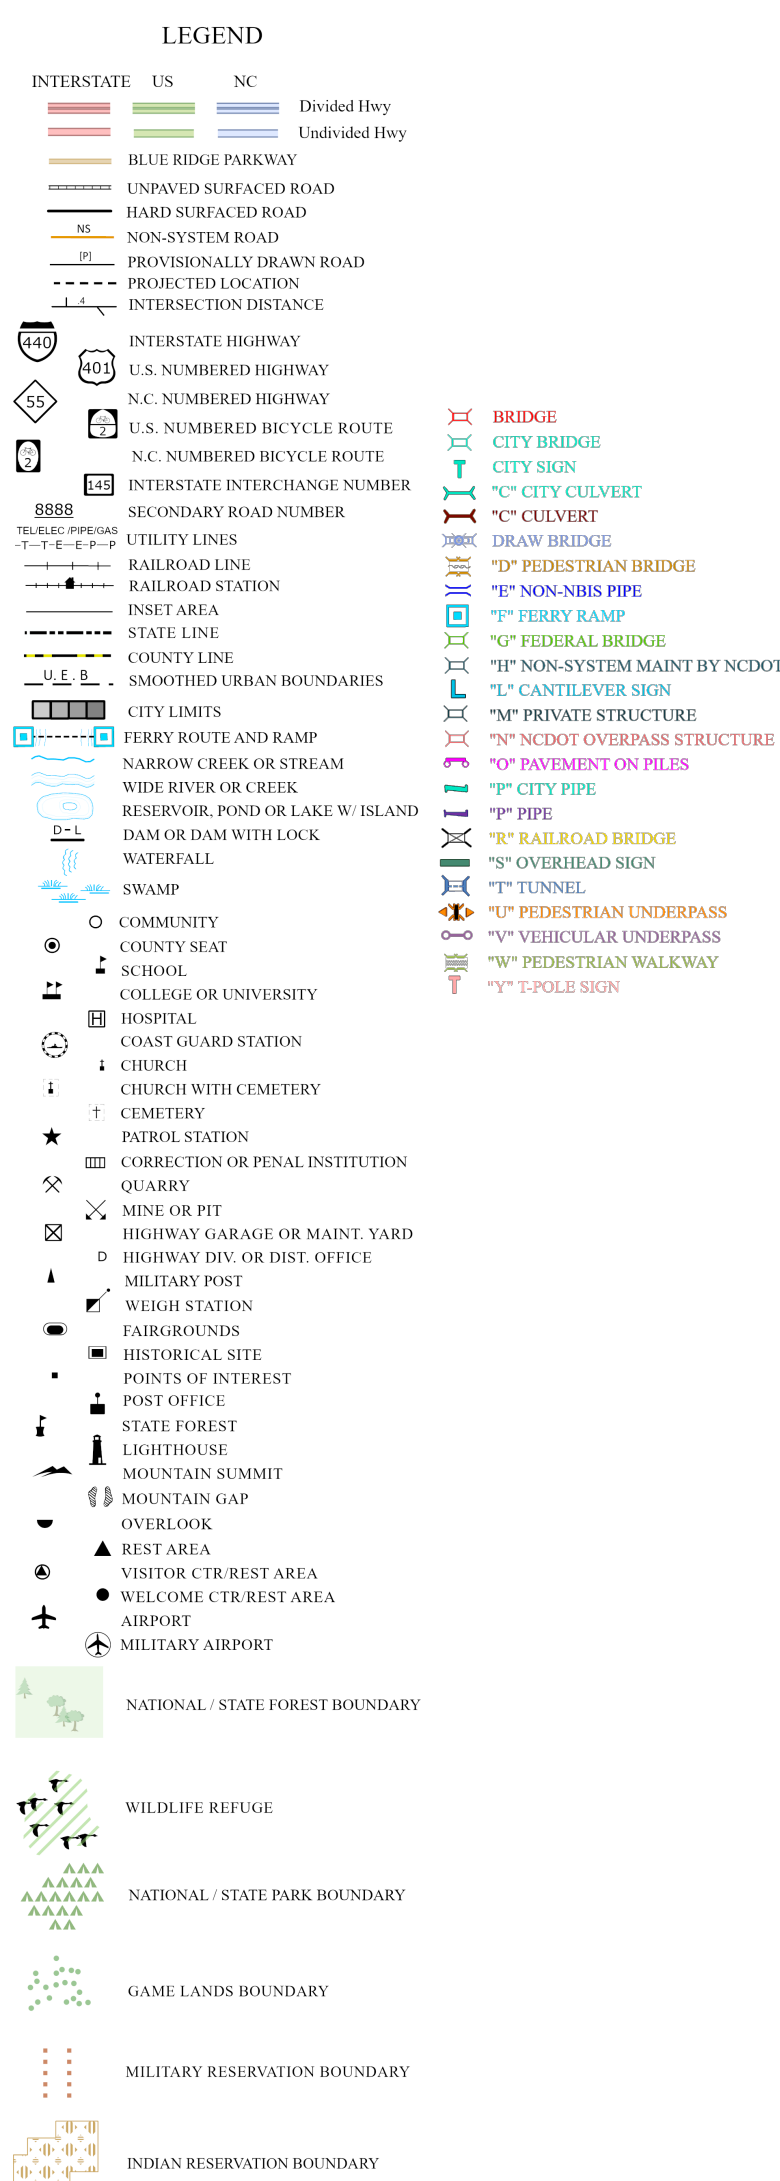 LEGEND
INTERSTATE US NC
Divided Hwy
Undivided Hwy
BLUE RIDGE PARKWAY
UNPAVED SURFACED ROAD
HARD SURFACED ROAD
NS NON-SYSTEM ROAD
[P] PROVISIONALLY DRAWN ROAD
PROJECTED LOCATION
.4 INTERSECTION DISTANCE
440 INTERSTATE HIGHWAY
401 U.S. NUMBERED HIGHWAY
55 N.C. NUMBERED HIGHWAY
2 U.S. NUMBERED BICYCLE ROUTE
2 N.C. NUMBERED BICYCLE ROUTE
145 INTERSTATE INTERCHANGE NUMBER
8888 SECONDARY ROAD NUMBER
TEL/ELEC /PIPE/GAS
–T—T–E–E–P–P UTILITY LINES
RAILROAD LINE
RAILROAD STATION
INSET AREA
STATE LINE
COUNTY LINE
U. E. B SMOOTHED URBAN BOUNDARIES
CITY LIMITS
FERRY ROUTE AND RAMP
NARROW CREEK OR STREAM
WIDE RIVER OR CREEK
RESERVOIR, POND OR LAKE W/ ISLAND
D-L DAM OR DAM WITH LOCK
WATERFALL
SWAMP
COMMUNITY
COUNTY SEAT
SCHOOL
COLLEGE OR UNIVERSITY
H HOSPITAL
COAST GUARD STATION
CHURCH
CHURCH WITH CEMETERY
CEMETERY
PATROL STATION
CORRECTION OR PENAL INSTITUTION
QUARRY
MINE OR PIT
HIGHWAY GARAGE OR MAINT. YARD
D HIGHWAY DIV. OR DIST. OFFICE
MILITARY POST
WEIGH STATION
FAIRGROUNDS
HISTORICAL SITE
POINTS OF INTEREST
POST OFFICE
STATE FOREST
LIGHTHOUSE
MOUNTAIN SUMMIT
MOUNTAIN GAP
OVERLOOK
REST AREA
VISITOR CTR/REST AREA
WELCOME CTR/REST AREA
AIRPORT
MILITARY AIRPORT
NATIONAL / STATE FOREST BOUNDARY
WILDLIFE REFUGE
NATIONAL / STATE PARK BOUNDARY
GAME LANDS BOUNDARY
MILITARY RESERVATION BOUNDARY
INDIAN RESERVATION BOUNDARY
BRIDGE
CITY BRIDGE
CITY SIGN
"C" CITY CULVERT
"C" CULVERT
DRAW BRIDGE
"D" PEDESTRIAN BRIDGE
"E" NON-NBIS PIPE
"F" FERRY RAMP
"G" FEDERAL BRIDGE
"H" NON-SYSTEM MAINT BY NCDOT
"L" CANTILEVER SIGN
"M" PRIVATE STRUCTURE
"N" NCDOT OVERPASS STRUCTURE
"O" PAVEMENT ON PILES
"P" CITY PIPE
"P" PIPE
"R" RAILROAD BRIDGE
"S" OVERHEAD SIGN
"T" TUNNEL
"U" PEDESTRIAN UNDERPASS
"V" VEHICULAR UNDERPASS
"W" PEDESTRIAN WALKWAY
"Y" T-POLE SIGN